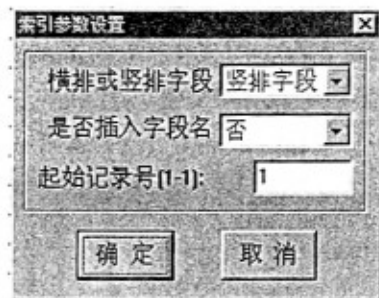 索引参数设置
横排或竖排字段 竖排字段
是否插入字段名 否
起始记录号(1-1): 1
确定 取消